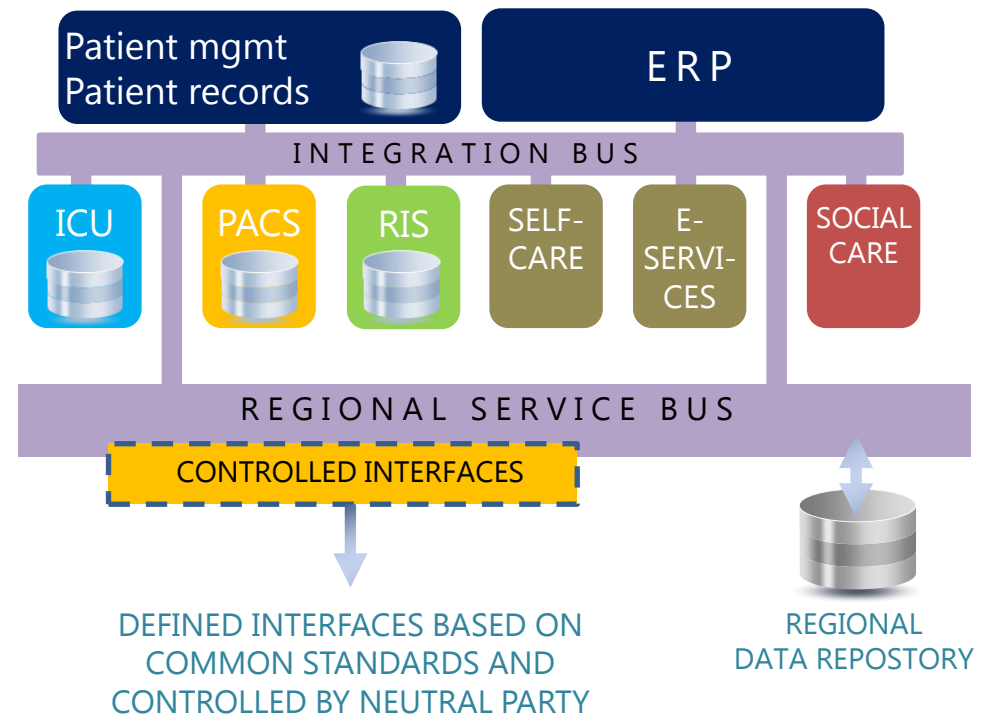 Patient mgmt
Patient records
ERP
INTEGRATION BUS
ICU
PACS
RIS
SELF-
CARE
E-
SERVI-
CES
SOCIAL
CARE
REGIONAL SERVICE BUS
CONTROLLED INTERFACES
DEFINED INTERFACES BASED ON
COMMON STANDARDS AND
CONTROLLED BY NEUTRAL PARTY
REGIONAL
DATA REPOSTORY